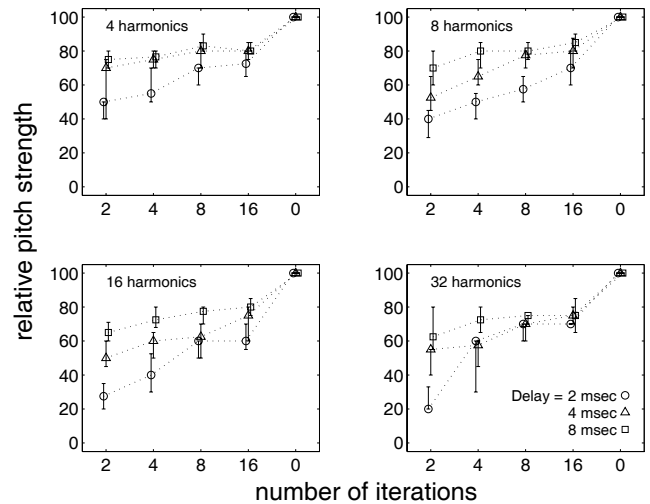 relative pitch strength
4 harmonics
100
80
60
40
20
0
2 4 8 16 0
8 harmonics
100
80
60
40
20
0
2 4 8 16 0
16 harmonics
100
80
60
40
20
0
2 4 8 16 0
32 harmonics
100
80
60
40
20
0
Delay = 2 msec
4 msec
8 msec
2 4 8 16 0
number of iterations